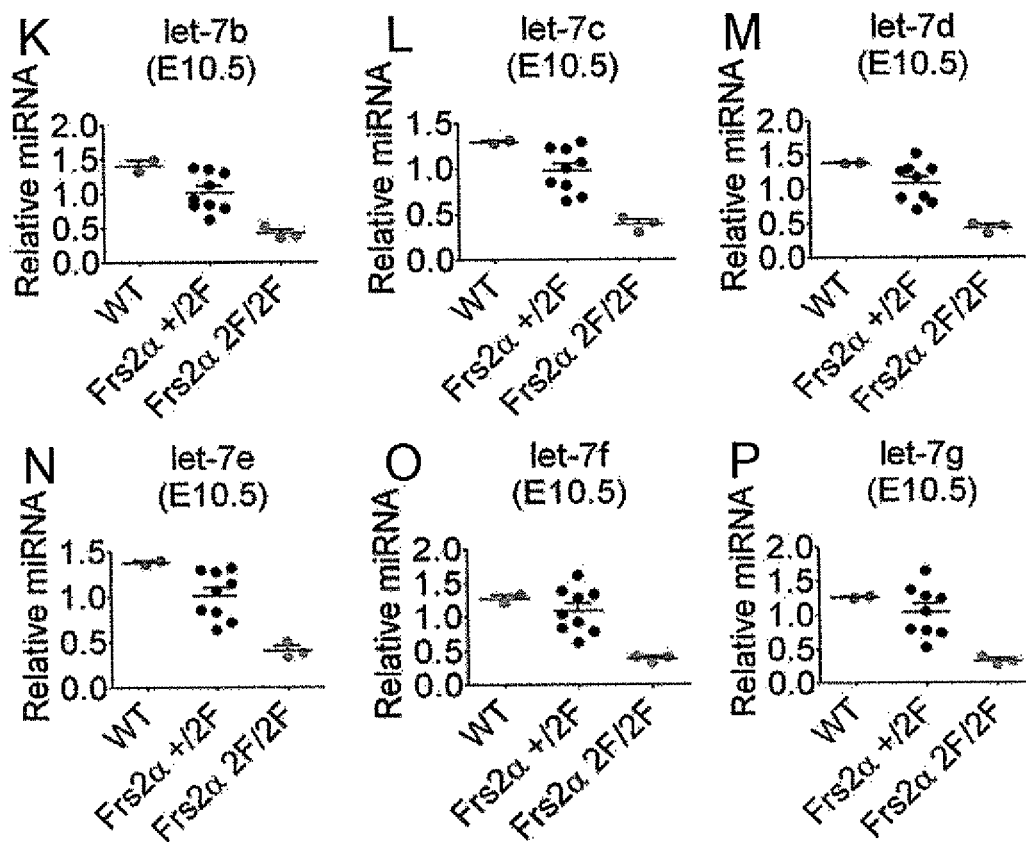 K
let-7b
(E10.5)
Relative miRNA
2.0
1.5
1.0
0.5
0.0
WT
Frs2α +/2F
Frs2α 2F/2F
L
let-7c
(E10.5)
Relative miRNA
1.5
1.0
0.5
0.0
WT
Frs2α +/2F
Frs2α 2F/2F
M
let-7d
(E10.5)
Relative miRNA
2.0
1.5
1.0
0.5
0.0
WT
Frs2α +/2F
Frs2α 2F/2F
N
let-7e
(E10.5)
Relative miRNA
1.5
1.0
0.5
0.0
WT
Frs2α +/2F
Frs2α 2F/2F
O
let-7f
(E10.5)
Relative miRNA
2.0
1.5
1.0
0.5
0.0
WT
Frs2α +/2F
Frs2α 2F/2F
P
let-7g
(E10.5)
Relative miRNA
2.0
1.5
1.0
0.5
0.0
WT
Frs2α +/2F
Frs2α 2F/2F